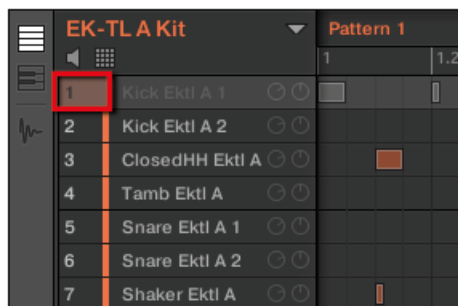 EK-TL A Kit Pattern 1
1 1.2
1 Kick Ektl A 1
2 Kick Ektl A 2
3 ClosedHH Ektl A
4 Tamb Ektl A
5 Snare Ektl A 1
6 Snare Ektl A 2
7 Shaker Ektl A